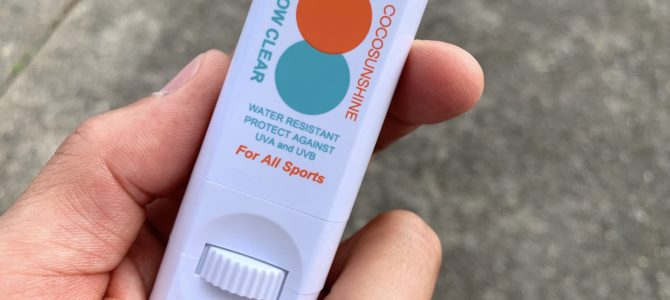 COCOSUNSHINE
OW CLEAR
WATER RESISTANT
PROTECT AGAINST
UVA and UVB
For All Sports